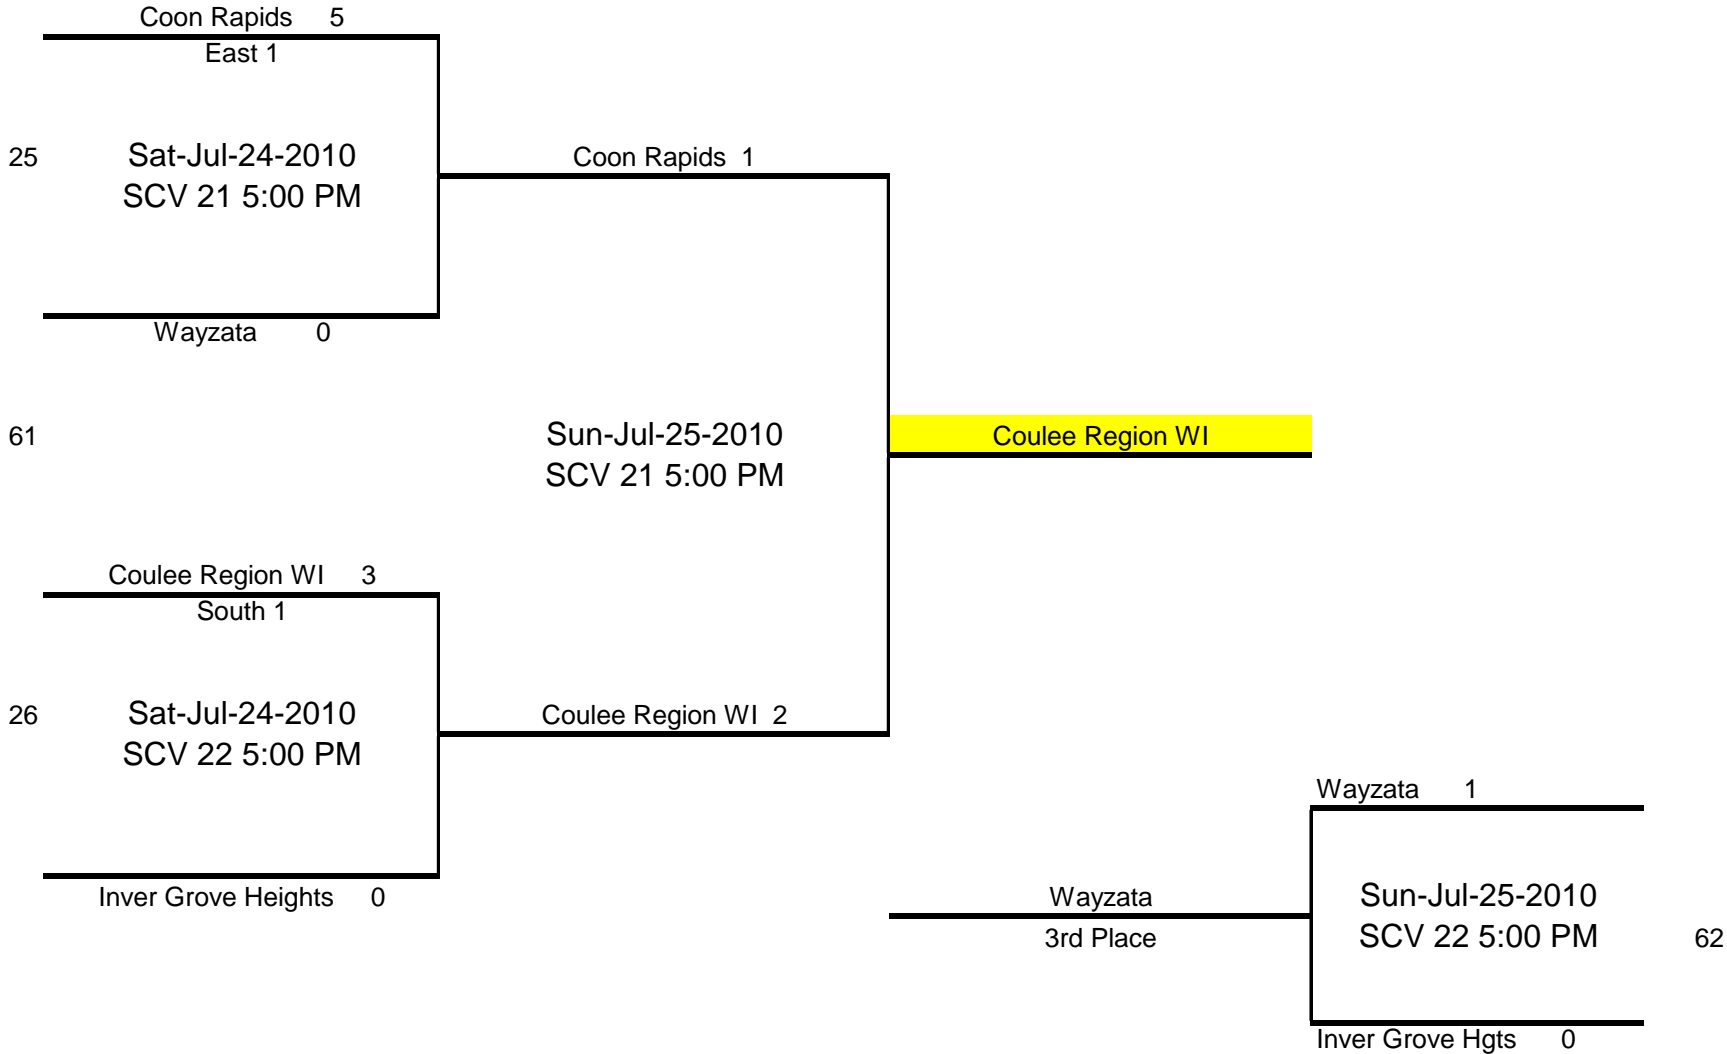 Coon Rapids 5
East 1
25 Sat-Jul-24-2010
SCV 21 5:00 PM
Coon Rapids 1
Wayzata 0
61
Sun-Jul-25-2010
SCV 21 5:00 PM
Coulee Region WI
Coulee Region WI 3
South 1
26 Sat-Jul-24-2010
SCV 22 5:00 PM
Coulee Region WI 2
Inver Grove Heights 0
Wayzata 1
Wayzata
3rd Place
Sun-Jul-25-2010
SCV 22 5:00 PM 62
Inver Grove Hgts 0